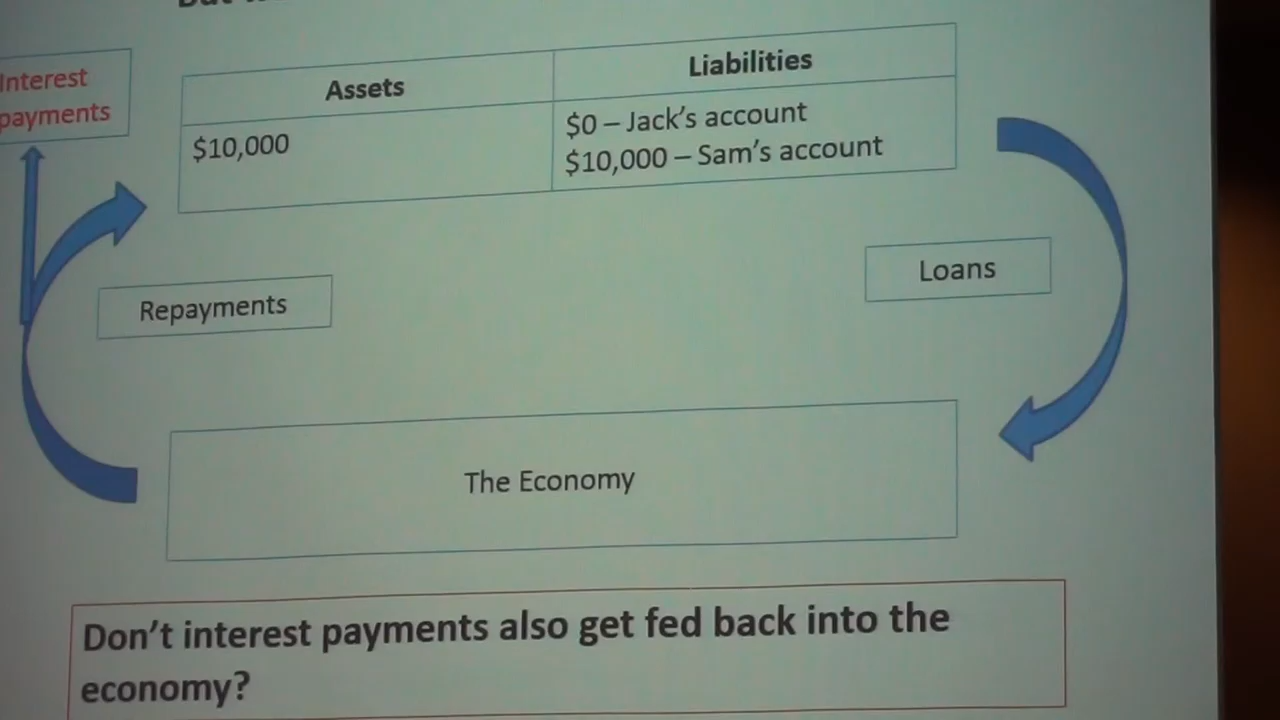 Interest
payments
Assets
Liabilities
$10,000
$0 – Jack's account
$10,000 – Sam's account
Repayments
Loans
The Economy
Don't interest payments also get fed back into the
economy?